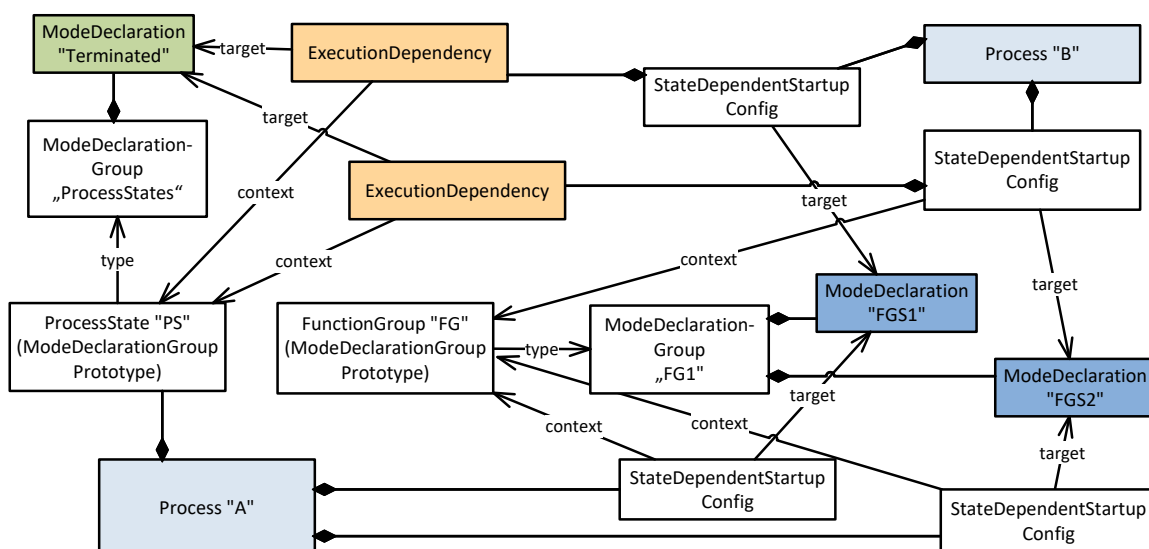 ModeDeclaration
"Terminated"
target
ExecutionDependency
StateDependentStartup
Config
Process "B"
target
ModeDeclaration-
Group
„ProcessStates“
context
ExecutionDependency
target
StateDependentStartup
Config
type
context
context
target
ProcessState "PS"
(ModeDeclarationGroup
Prototype)
FunctionGroup "FG"
(ModeDeclarationGroup
Prototype)
type
ModeDeclaration-
Group
„FG1"
ModeDeclaration
"FGS1"
ModeDeclaration
"FGS2"
target
context
context
target
Process "A"
StateDependentStartup
Config
StateDependentStartup
Config